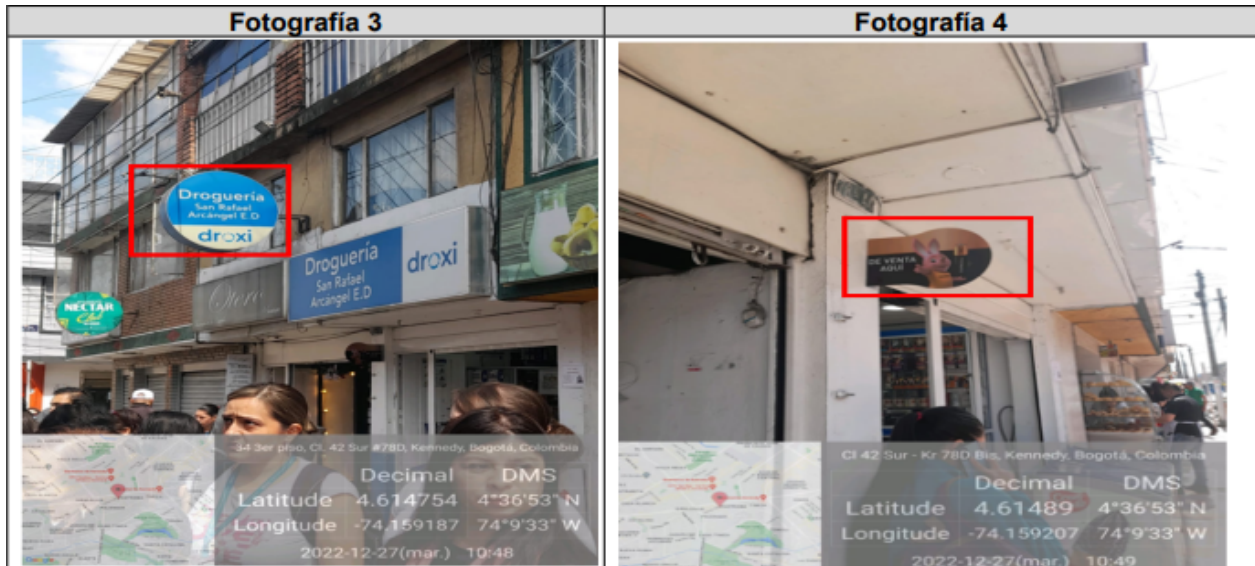 Fotografía 3
Droguería
San Rafael
Arcángel E.D
droxi
NECTAR
Otero
Droguería
San Rafael
Arcángel E.D
droxi
34 3er piso, Cl. 42 Sur #78D, Kennedy, Bogotá, Colombia
Decimal DMS
Latitude 4.614754 4°36'53" N
Longitude -74.159187 74°9'33" W
2022-12-27(mar.) 10:48
Fotografía 4
DE VENTA
AQUÍ
Cl 42 Sur - Kr 78D Bis, Kennedy, Bogotá, Colombia
Decimal DMS
Latitude 4.61489 4°36'53" N
Longitude -74.159207 74°9'33" W
2022-12-27(mar.) 10:49